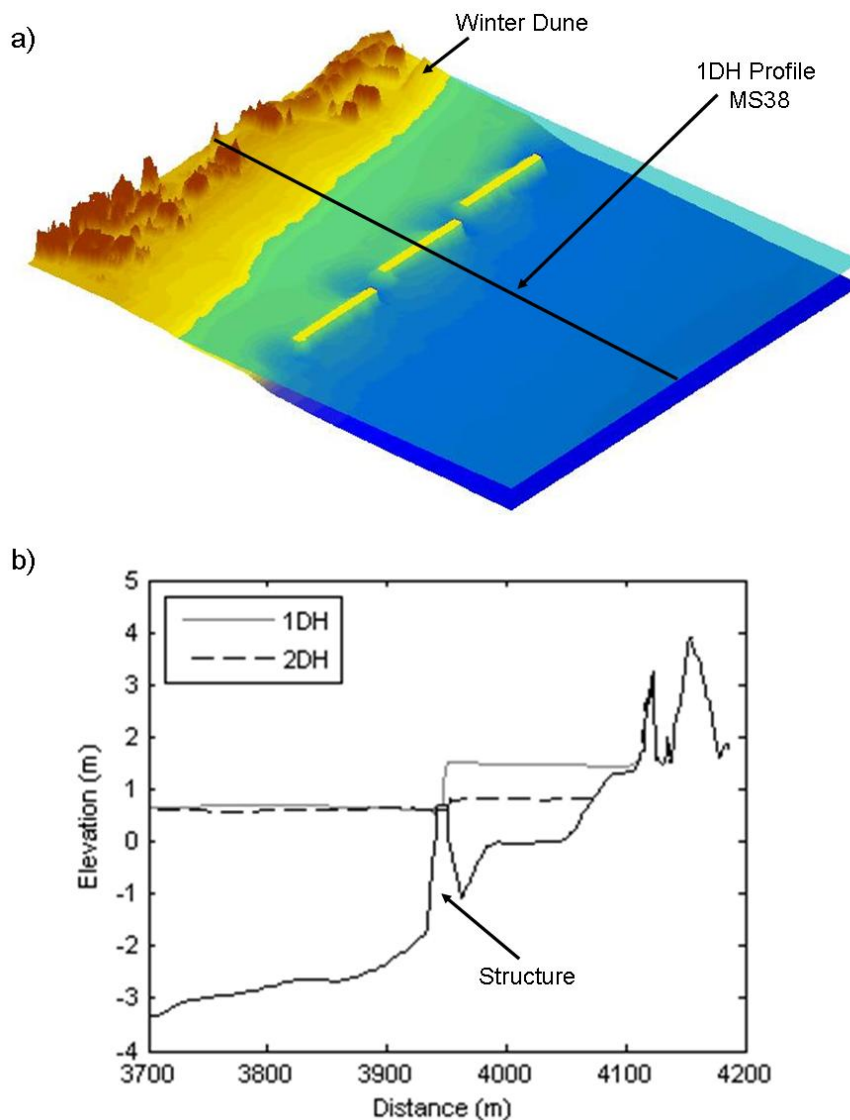 a)
Winter Dune
1DH Profile
MS38
b)
5
4
3
2
1
0
-1
-2
-3
-4
Elevation (m)
1DH
2DH
Structure
3700 3800 3900 4000 4100 4200
Distance (m)